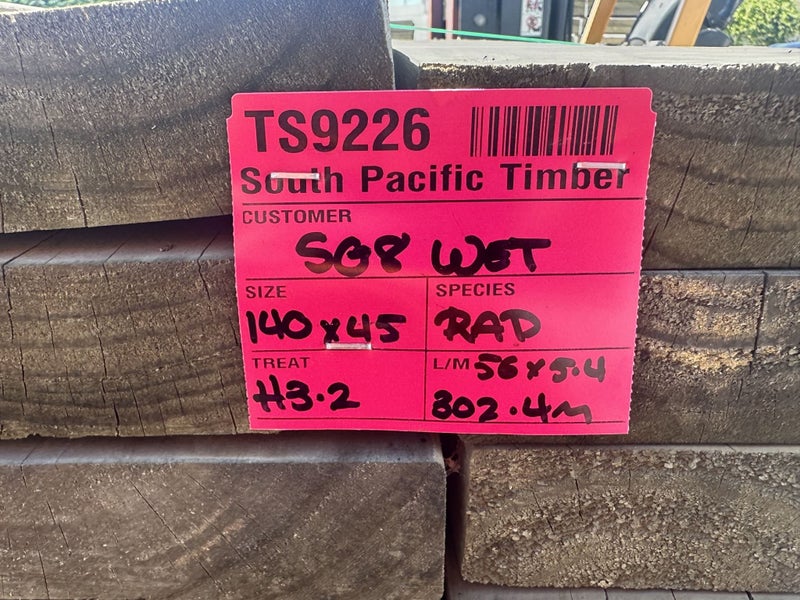 TS9226
South Pacific Timber
CUSTOMER
SG8 WET
SIZE
140 x 45
SPECIES
RAD
TREAT
H3.2
L/M 56 x 5.4
302.4M